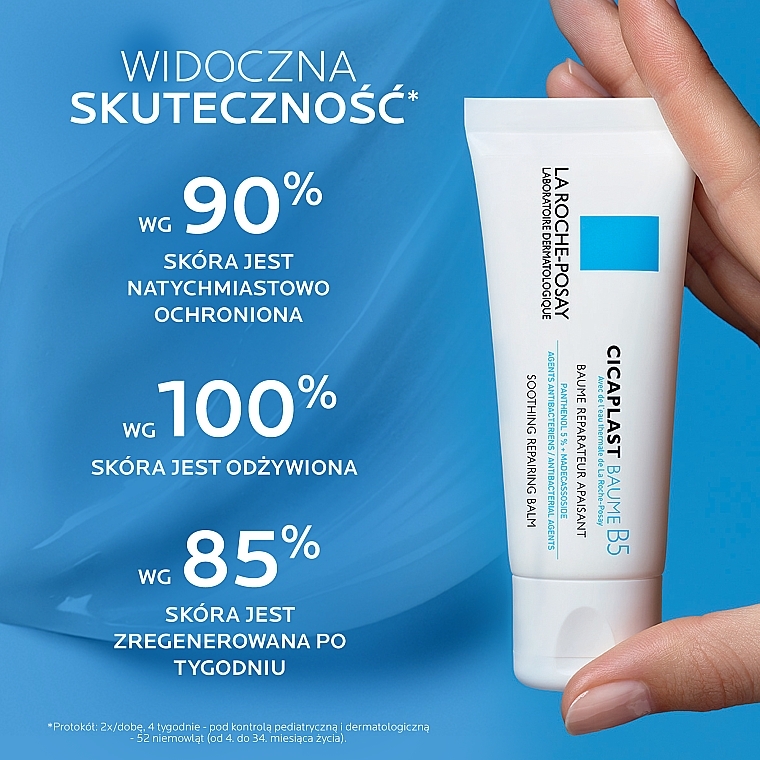 WIDOCZNA
SKUTECZNOŚĆ*
WG 90%
SKÓRA JEST
NATYCHMIASTOWO
OCHRONIONA
WG 100%
SKÓRA JEST ODŻYWIONA
WG 85%
SKÓRA JEST
ZREGENEROWANA PO
TYGODNIU
*Protokół: 2x/dobę, 4 tygodnie - pod kontrolą pediatryczną i dermatologiczną
- 52 niemowląt (od 4. do 34. miesiąca życia).
LA ROCHE-POSAY
LABORATOIRE DERMATOLOGIQUE
CICAPLAST BAUME B5
Avec de l'eau thermale de La Roche-Posay
BAUME RÉPARATEUR APAISANT
PANTHENOL 5% + MADECASSOSIDE
AGENTS ANTIBACTÉRIENS / ANTIBACTERIAL AGENTS
SOOTHING REPAIRING BALM